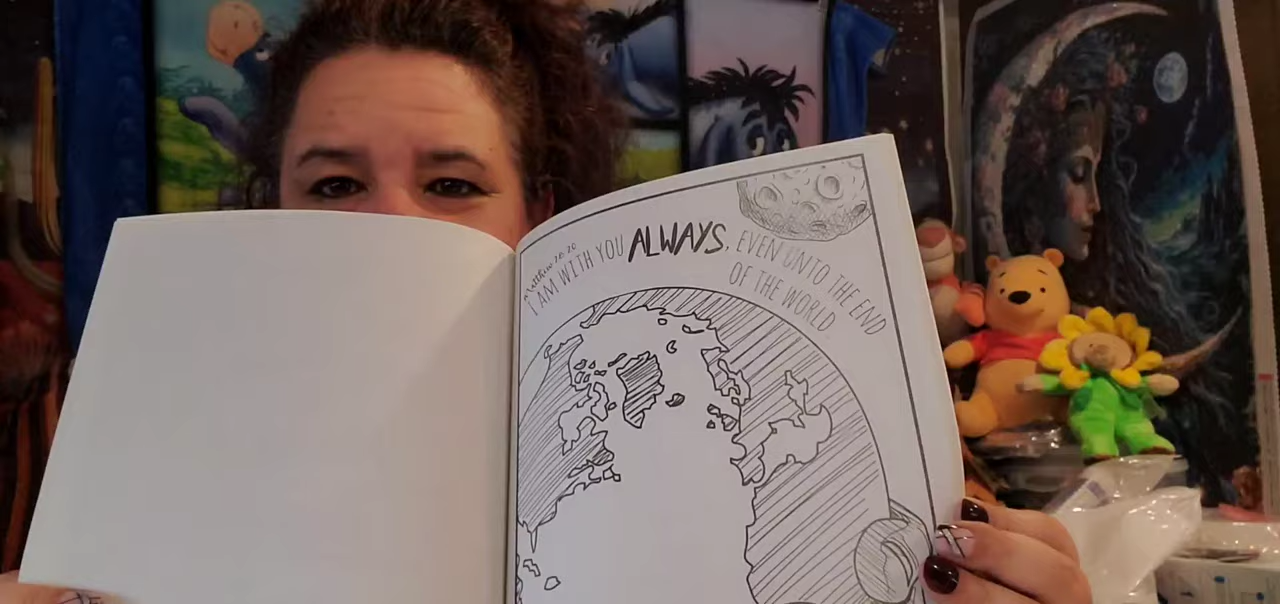 Matthew 28:20
I AM WITH YOU ALWAYS, EVEN UNTO THE END
OF THE WORLD